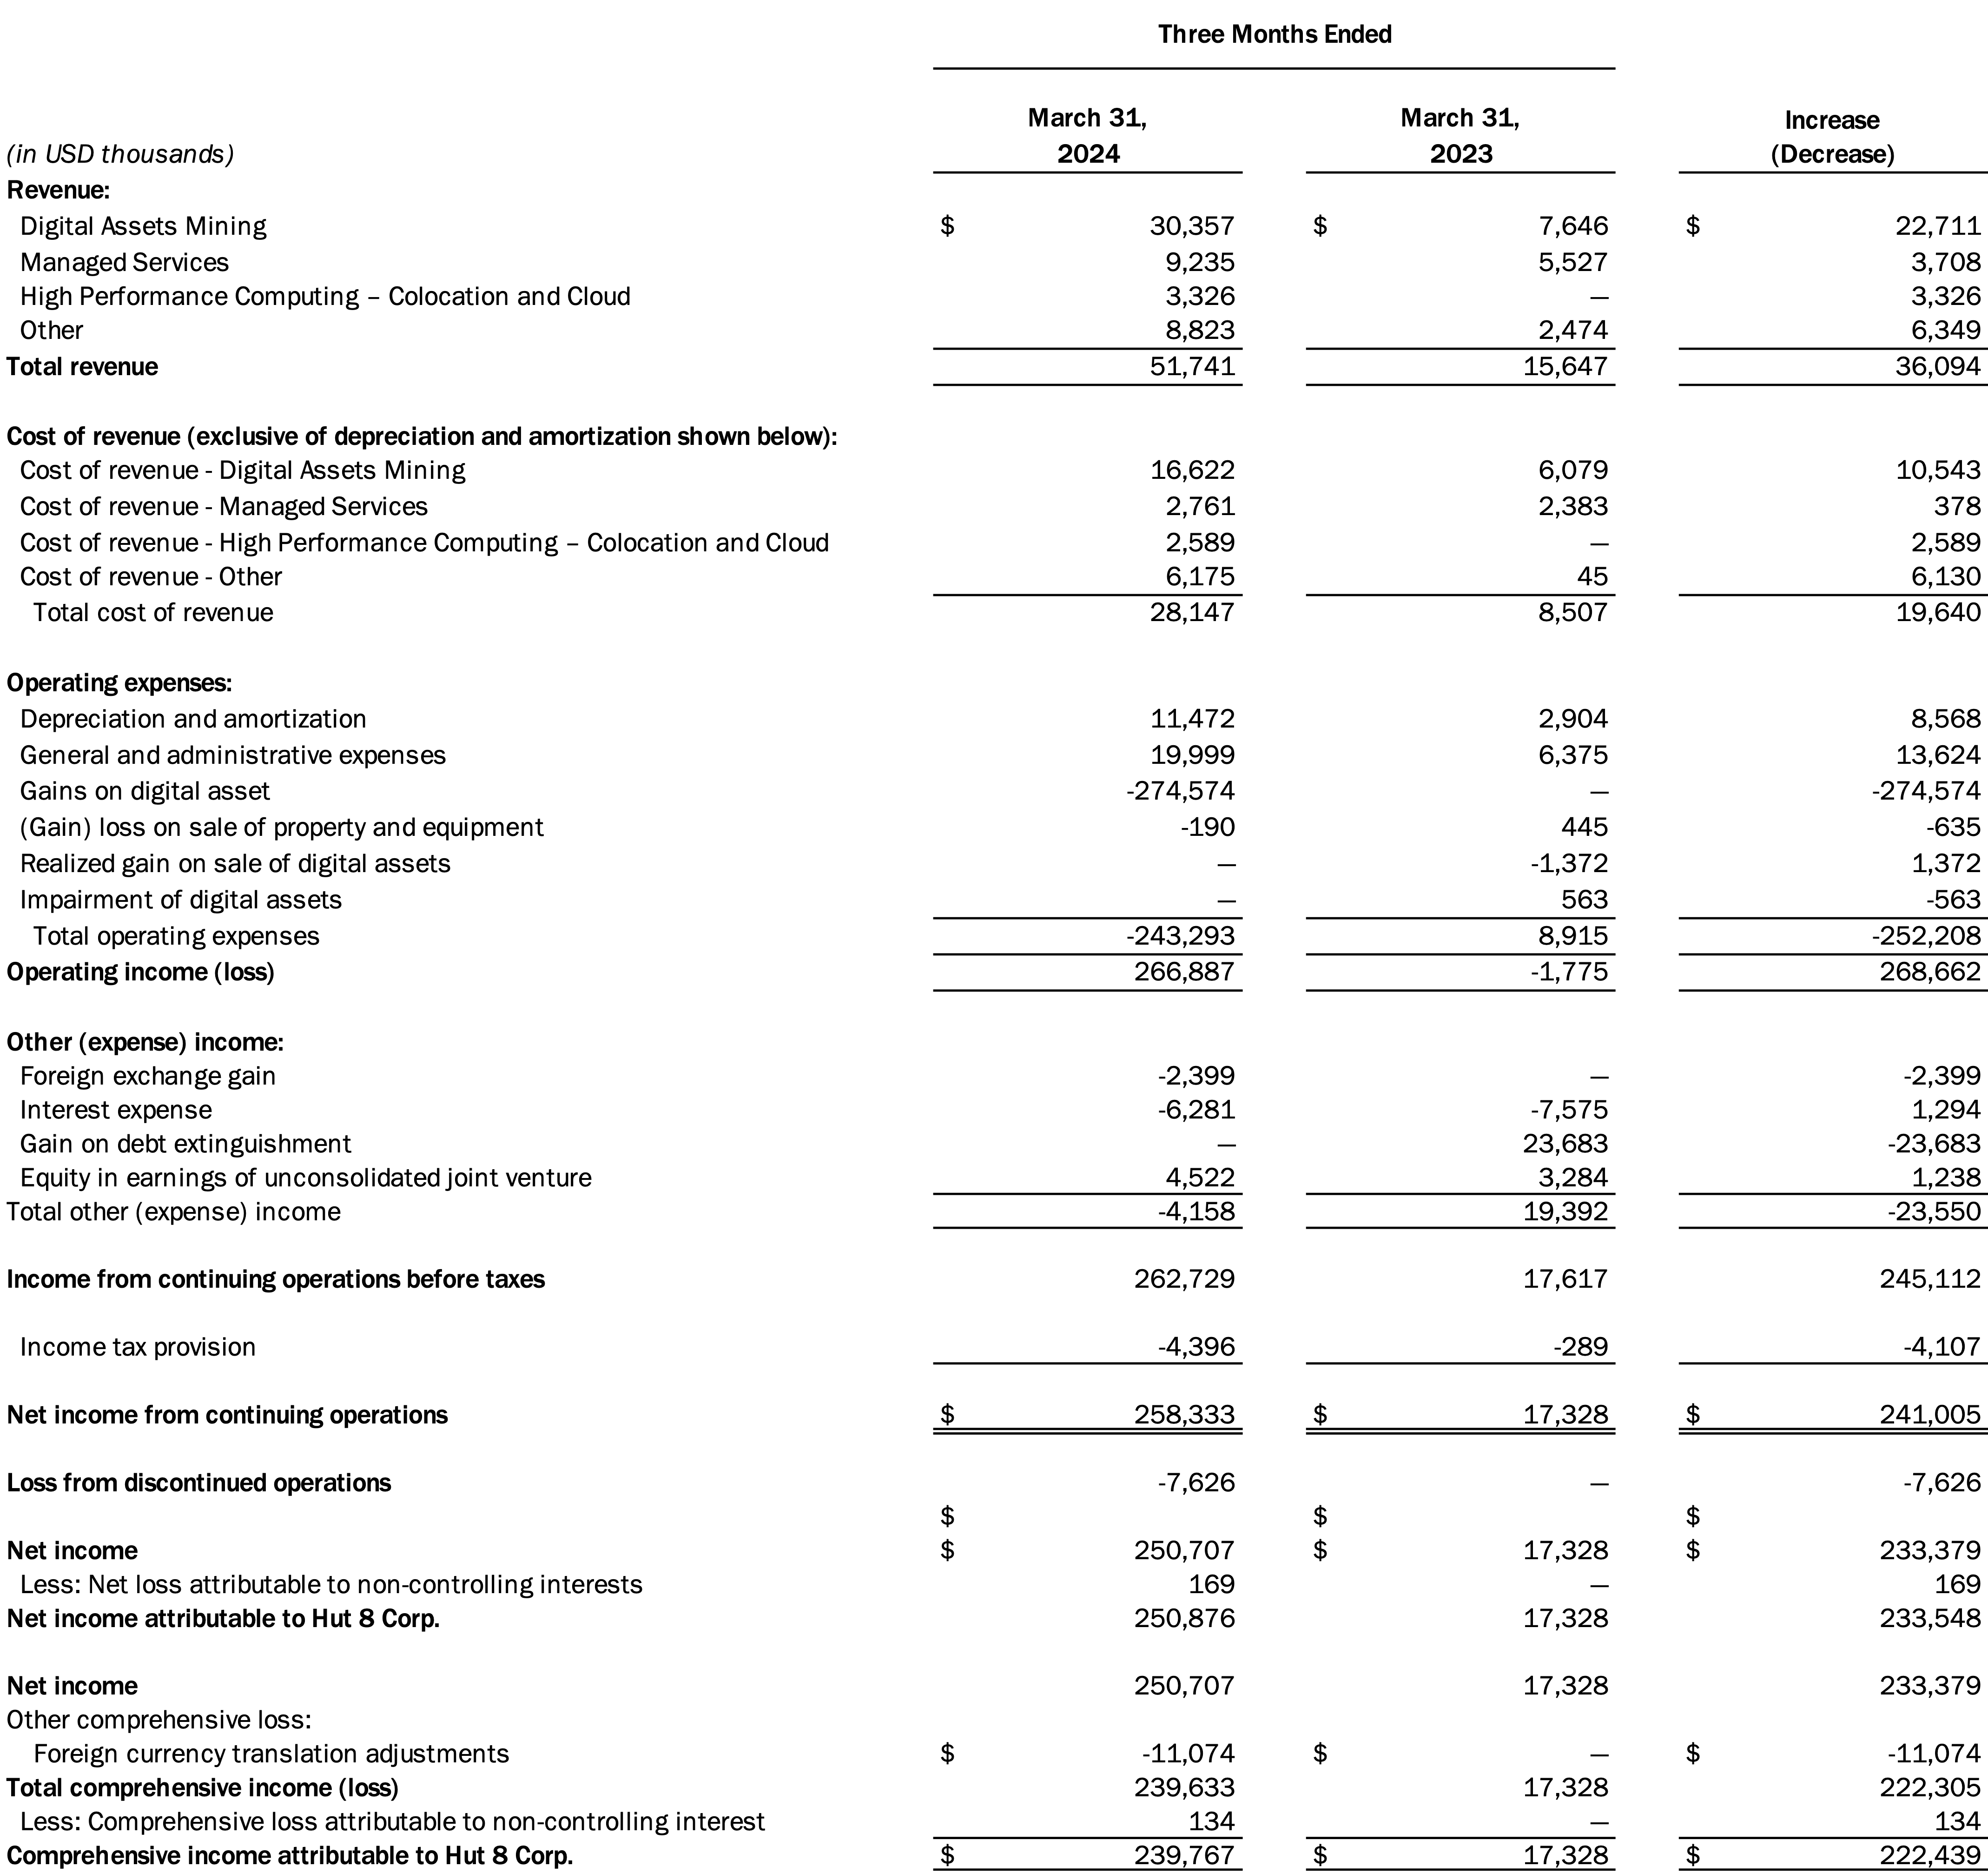 Three Months Ended
March 31, March 31, Increase
(in USD thousands) 2024 2023 (Decrease)
Revenue:
Digital Assets Mining $ 30,357 $ 7,646 $ 22,711
Managed Services 9,235 5,527 3,708
High Performance Computing – Colocation and Cloud 3,326 — 3,326
Other 8,823 2,474 6,349
Total revenue 51,741 15,647 36,094
Cost of revenue (exclusive of depreciation and amortization shown below):
Cost of revenue - Digital Assets Mining 16,622 6,079 10,543
Cost of revenue - Managed Services 2,761 2,383 378
Cost of revenue - High Performance Computing – Colocation and Cloud 2,589 — 2,589
Cost of revenue - Other 6,175 45 6,130
Total cost of revenue 28,147 8,507 19,640
Operating expenses:
Depreciation and amortization 11,472 2,904 8,568
General and administrative expenses 19,999 6,375 13,624
Gains on digital asset -274,574 — -274,574
(Gain) loss on sale of property and equipment -190 445 -635
Realized gain on sale of digital assets — -1,372 1,372
Impairment of digital assets — 563 -563
Total operating expenses -243,293 8,915 -252,208
Operating income (loss) 266,887 -1,775 268,662
Other (expense) income:
Foreign exchange gain -2,399 — -2,399
Interest expense -6,281 -7,575 1,294
Gain on debt extinguishment — 23,683 -23,683
Equity in earnings of unconsolidated joint venture 4,522 3,284 1,238
Total other (expense) income -4,158 19,392 -23,550
Income from continuing operations before taxes 262,729 17,617 245,112
Income tax provision -4,396 -289 -4,107
Net income from continuing operations $ 258,333 $ 17,328 $ 241,005
Loss from discontinued operations -7,626 — -7,626
$ $ $
Net income $ 250,707 $ 17,328 $ 233,379
Less: Net loss attributable to non-controlling interests 169 — 169
Net income attributable to Hut 8 Corp. 250,876 17,328 233,548
Net income 250,707 17,328 233,379
Other comprehensive loss:
Foreign currency translation adjustments $ -11,074 $ — $ -11,074
Total comprehensive income (loss) 239,633 17,328 222,305
Less: Comprehensive loss attributable to non-controlling interest 134 — 134
Comprehensive income attributable to Hut 8 Corp. $ 239,767 $ 17,328 $ 222,439